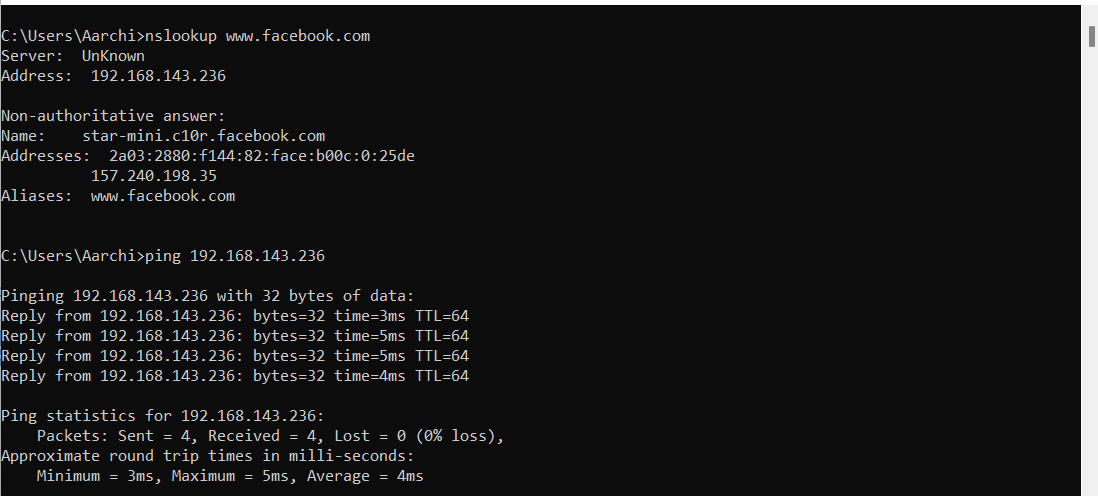 C:\Users\Aarchi>nslookup www.facebook.com
Server:  UnKnown
Address:  192.168.143.236
Non-authoritative answer:
Name:    star-mini.c10r.facebook.com
Addresses:  2a03:2880:f144:82:face:b00c:0:25de
          157.240.198.35
Aliases:  www.facebook.com
C:\Users\Aarchi>ping 192.168.143.236
Pinging 192.168.143.236 with 32 bytes of data:
Reply from 192.168.143.236: bytes=32 time=3ms TTL=64
Reply from 192.168.143.236: bytes=32 time=5ms TTL=64
Reply from 192.168.143.236: bytes=32 time=5ms TTL=64
Reply from 192.168.143.236: bytes=32 time=4ms TTL=64
Ping statistics for 192.168.143.236:
    Packets: Sent = 4, Received = 4, Lost = 0 (0% loss),
Approximate round trip times in milli-seconds:
    Minimum = 3ms, Maximum = 5ms, Average = 4ms